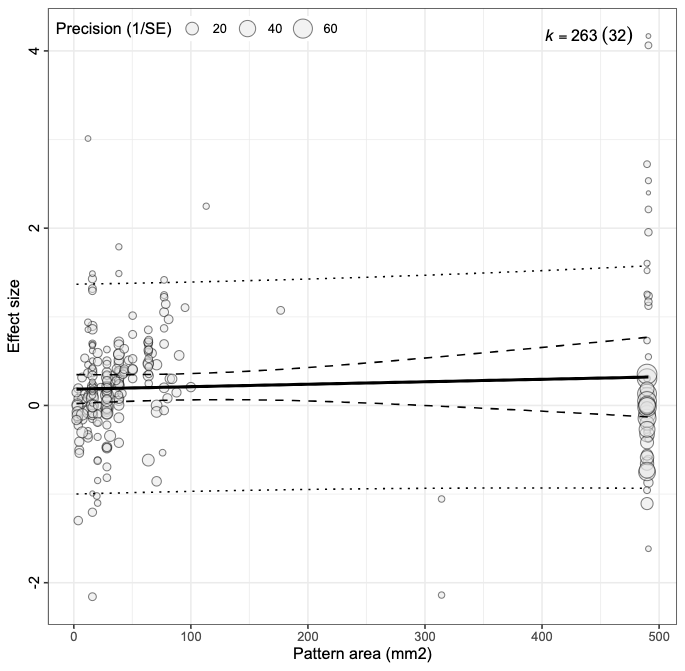 Precision (1/SE) 20 40 60
k = 263 (32)
4
2
0
-2
Effect size
0 100 200 300 400 500
Pattern area (mm2)